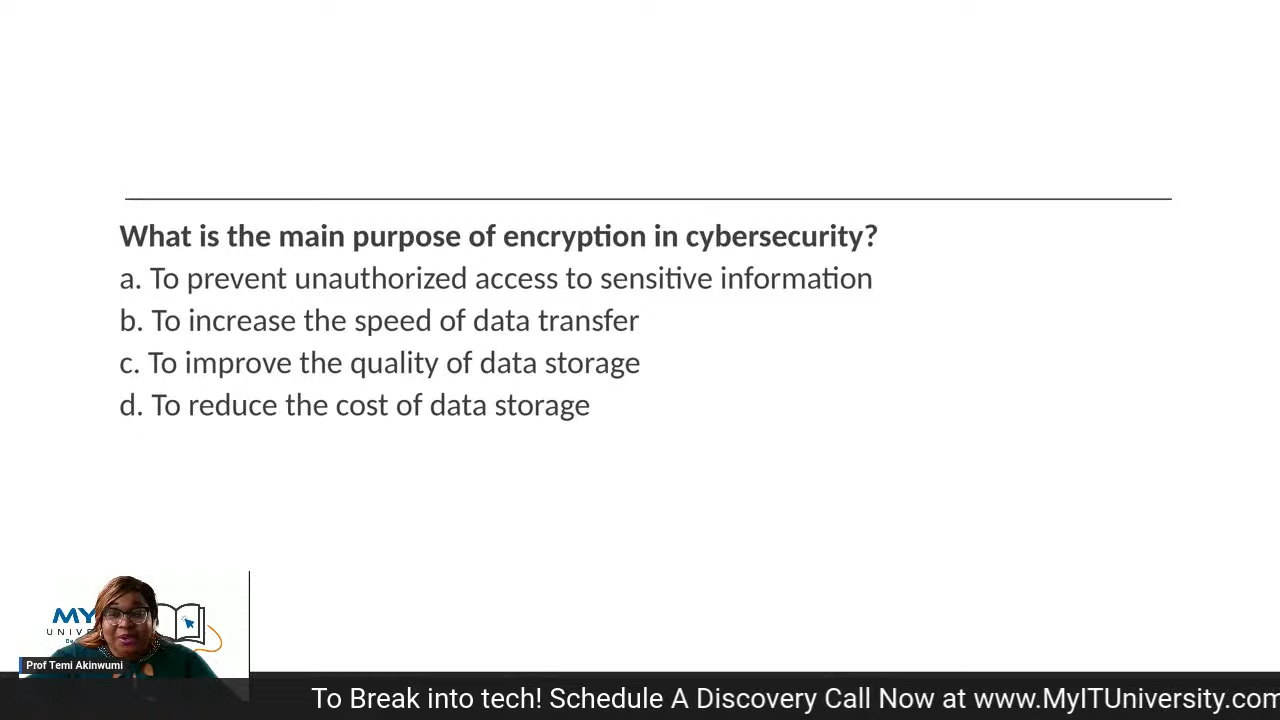 What is the main purpose of encryption in cybersecurity?
a. To prevent unauthorized access to sensitive information
b. To increase the speed of data transfer
c. To improve the quality of data storage
d. To reduce the cost of data storage
MY
UNIVE
Prof Temi Akinwumi
To Break into tech! Schedule A Discovery Call Now at www.MyITUniversity.com